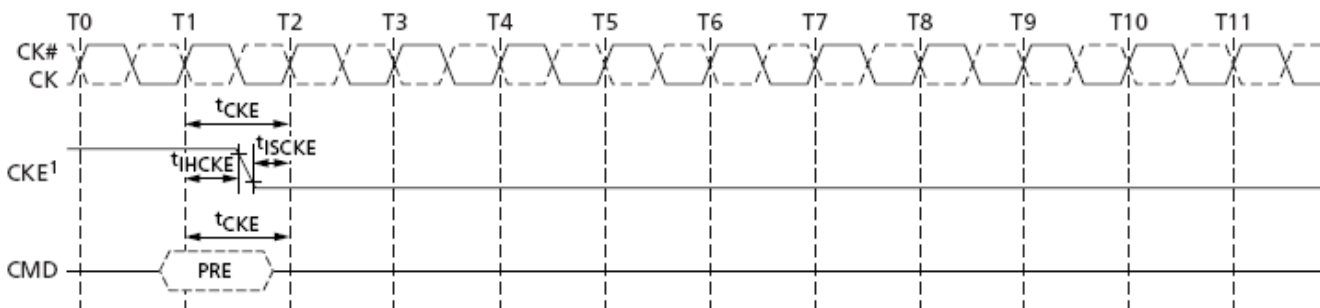 T0 T1 T2 T3 T4 T5 T6 T7 T8 T9 T10 T11
CK#
CK
tCKE
tISCKE
tIHCKE
CKE1
tCKE
CMD PRE